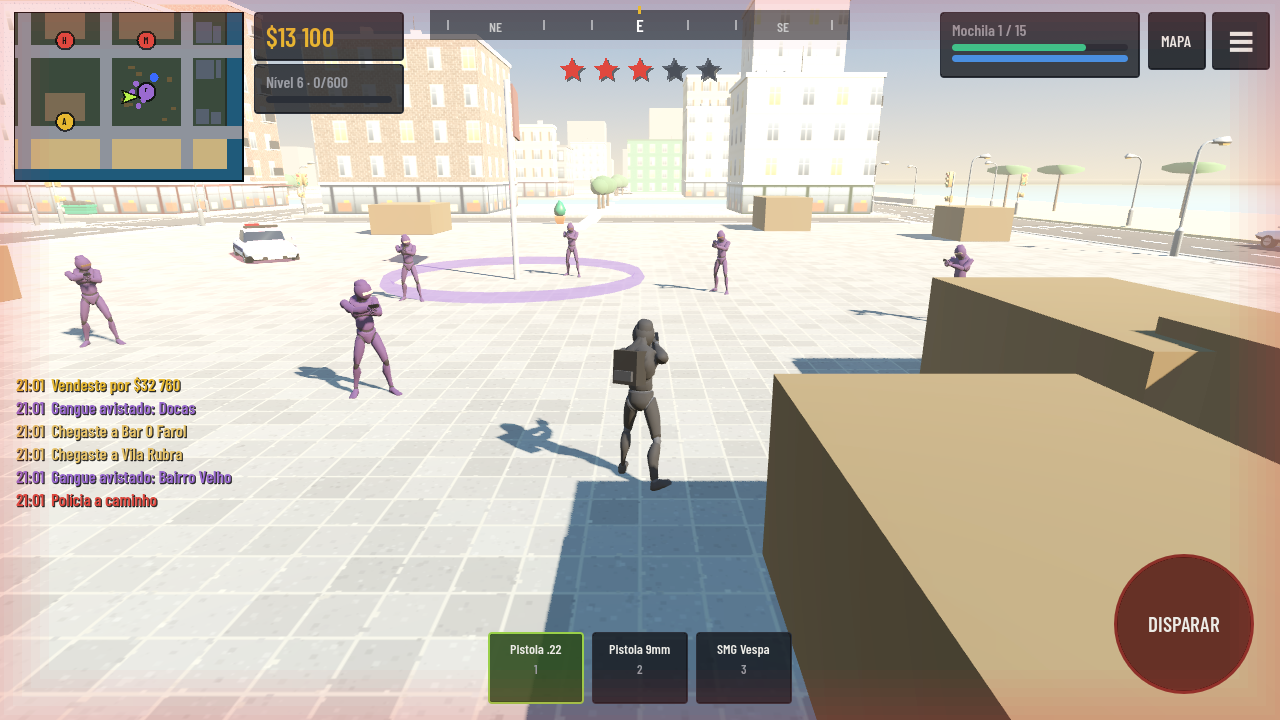 H
M
A
$13 100
Nível 6 · 0/600
NE
E
SE
Mochila 1 / 15
MAPA
21:01 Vendeste por $32 760
21:01 Gangue avistado: Docas
21:01 Chegaste a Bar O Farol
21:01 Chegaste a Vila Rubra
21:01 Gangue avistado: Bairro Velho
21:01 Polícia a caminho
Pistola .22
1
Pistola 9mm
2
SMG Vespa
3
DISPARAR